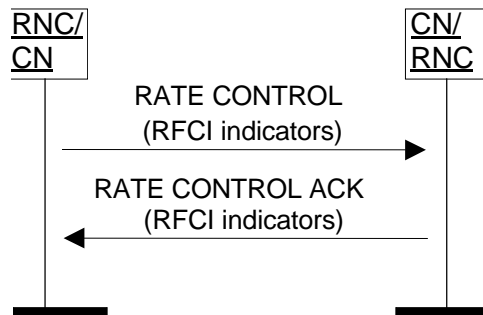 RNC/
CN
CN/
RNC
RATE CONTROL
(RFCI indicators)
RATE CONTROL ACK
(RFCI indicators)